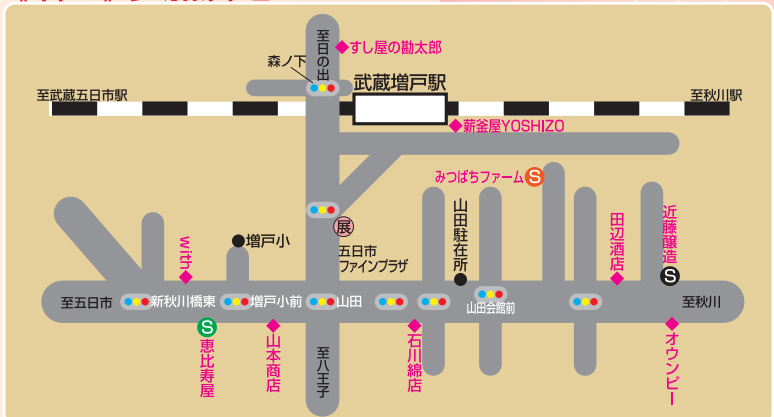 至日の出
すし屋の勘太郎
森ノ下
武蔵増戸駅
至武蔵五日市駅
至秋川駅
薪釜屋YOSHIZO
みつばちファーム
S
展
五日市
ファインプラザ
山田駐在所
田辺酒店
近藤醸造
S
with
増戸小
至五日市
新秋川橋東
増戸小前
山田
山田会館前
至秋川
S
恵比寿屋
山本商店
至八王子
石川綿店
オウンビー